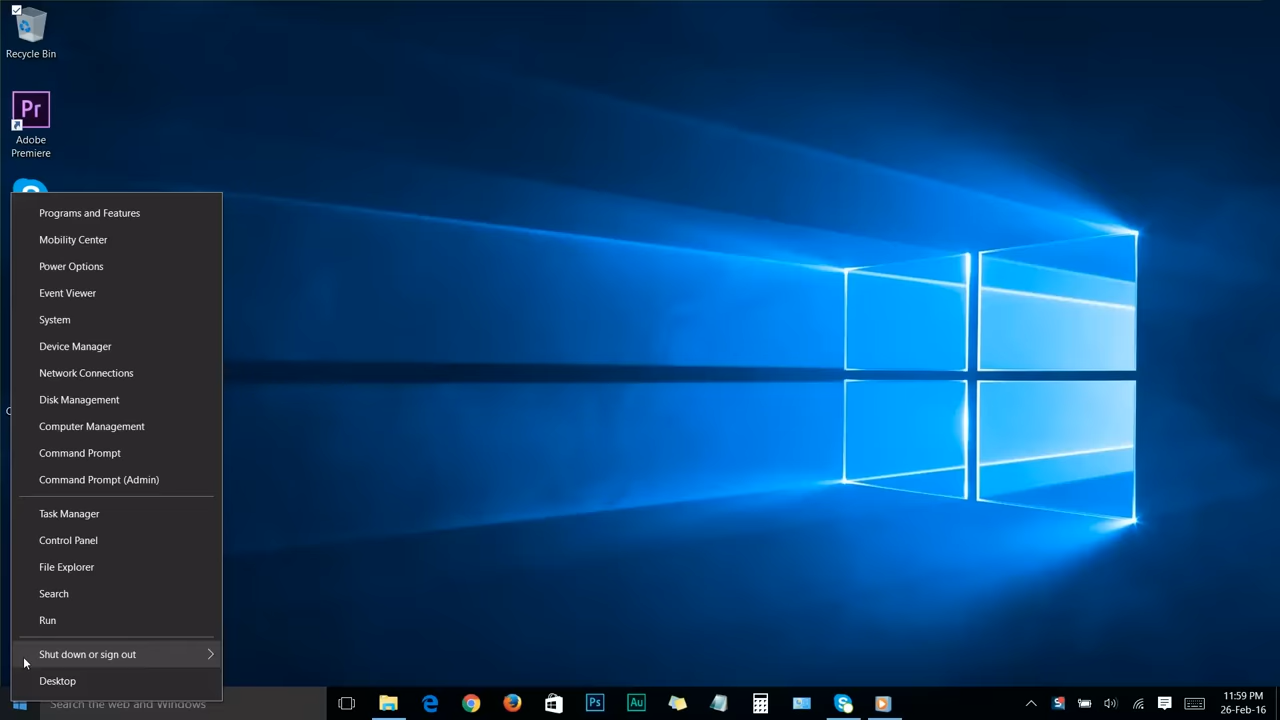 Recycle Bin
Pr
Adobe
Premiere
Programs and Features
Mobility Center
Power Options
Event Viewer
System
Device Manager
Network Connections
Disk Management
Computer Management
Command Prompt
Command Prompt (Admin)
Task Manager
Control Panel
File Explorer
Search
Run
Shut down or sign out
Desktop
Search the web and Windows
Ps
Au
11:59 PM
26-Feb-16